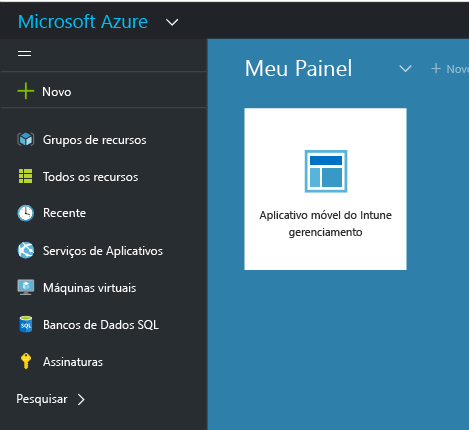 Microsoft Azure
Meu Painel
Novo
Novo
Aplicativo móvel do Intune
gerenciamento
Grupos de recursos
Todos os recursos
Recente
Serviços de Aplicativos
Máquinas virtuais
SQL
Bancos de Dados SQL
Assinaturas
Pesquisar